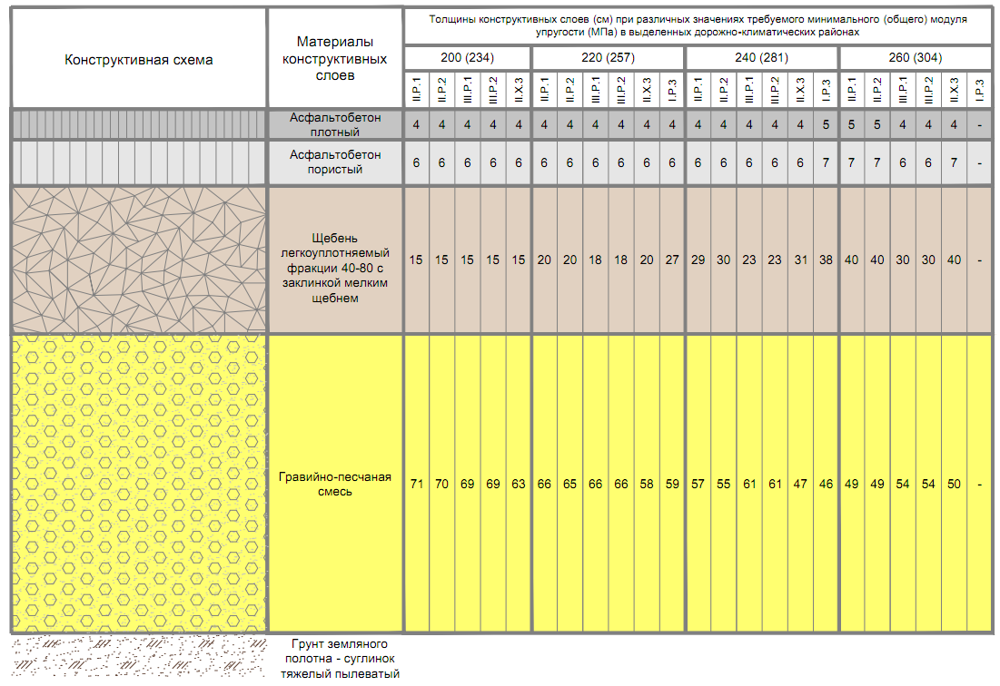 Конструктивная схема
Материалы
конструктивных
слоев
Толщины конструктивных слоев (см) при различных значениях требуемого минимального (общего) модуля
упругости (МПа) в выделенных дорожно-климатических районах
200 (234) 220 (257) 240 (281) 260 (304)
II.Р.1 II.Р.2 III.Р.1 III.Р.2 II.Х.3 II.Р.1 II.Р.2 III.Р.1 III.Р.2 II.Х.3 I.Р.3 II.Р.1 II.Р.2 III.Р.1 III.Р.2 II.Х.3 I.Р.3 II.Р.1 II.Р.2 III.Р.1 III.Р.2 II.Х.3 I.Р.3
Асфальтобетон
плотный
4 4 4 4 4 4 4 4 4 4 4 4 4 4 4 4 5 5 5 4 4 4 -
Асфальтобетон
пористый
6 6 6 6 6 6 6 6 6 6 6 6 6 6 6 6 7 7 7 6 6 7 -
Щебень
легкоуплотняемый
фракции 40-80 с
заклинкой мелким
щебнем
15 15 15 15 15 20 20 18 18 20 27 29 30 23 23 31 38 40 40 30 30 40 -
Гравийно-песчаная
смесь
71 70 69 69 63 66 65 66 66 58 59 57 55 61 61 47 46 49 49 54 54 50 -
Грунт земляного
полотна - суглинок
тяжелый пылеватый